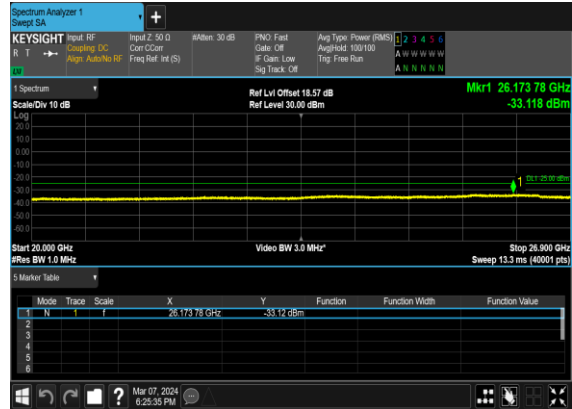 Spectrum Analyzer 1
Swept SA
+
KEYSIGHT Input: RF Input Z: 50 Ω #Atten: 30 dB PNO: Fast Avg Type: Power (RMS) 1 2 3 4 5 6
R T Coupling: DC Corr CCorr Gate: Off Avg|Hold: 100/100 A W W W W W
Align: Auto/No RF Freq Ref: Int (S) IF Gain: Low Trig: Free Run
Sig Track: Off A N N N N N
1 Spectrum Mkr1 26.173 78 GHz
Ref Lvl Offset 18.57 dB
Scale/Div 10 dB Ref Level 30.00 dBm -33.118 dBm
Log
20.0
10.0
0.00
-10.0
-20.0
1 DL1 -25.00 dBm
-30.0
-40.0
-50.0
-60.0
Start 20.000 GHz Video BW 3.0 MHz* Stop 26.900 GHz
#Res BW 1.0 MHz Sweep 13.3 ms (40001 pts)
5 Marker Table
Mode Trace Scale X Y Function Function Width Function Value
1 N 1 f 26.173 78 GHz -33.12 dBm
2
3
4
5
6
? Mar 07, 2024
6:25:35 PM